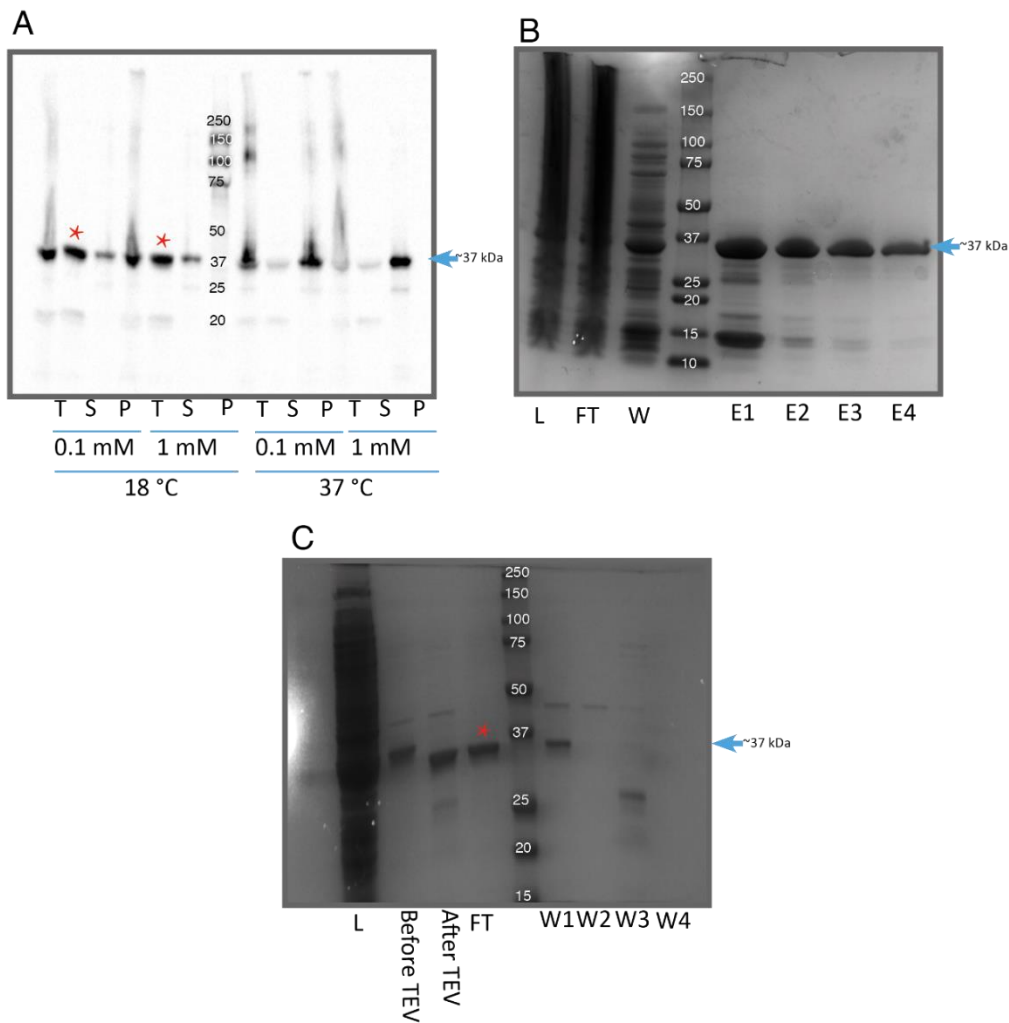 A
250
150
100
75
50
37
25
20
~37 kDa
T S P T S P T S P T S P
0.1 mM 1 mM 0.1 mM 1 mM
18 °C 37 °C
B
250
150
100
75
50
37
25
20
15
10
~37 kDa
L FT W E1 E2 E3 E4
C
250
150
100
75
50
37
25
20
15
~37 kDa
L Before TEV After TEV FT W1 W2 W3 W4